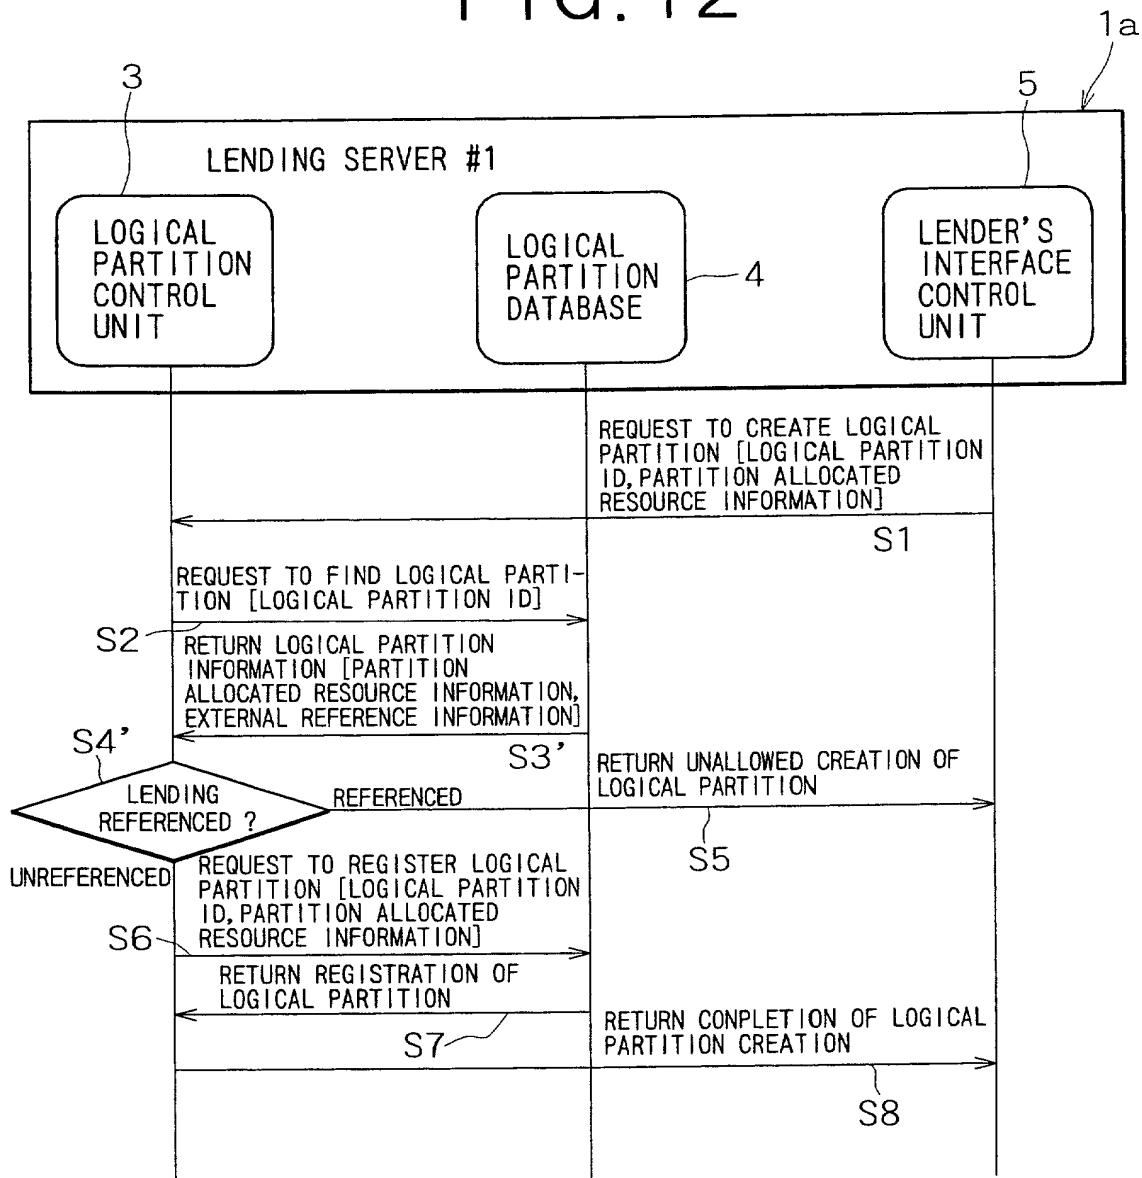 FIG. 12
1a
3
5
LENDING SERVER #1
LOGICAL
PARTITION
CONTROL
UNIT
LOGICAL
PARTITION
DATABASE
4
LENDER'S
INTERFACE
CONTROL
UNIT
REQUEST TO CREATE LOGICAL
PARTITION [LOGICAL PARTITION
ID, PARTITION ALLOCATED
RESOURCE INFORMATION]
S1
REQUEST TO FIND LOGICAL PARTI-
TION [LOGICAL PARTITION ID]
S2
RETURN LOGICAL PARTITION
INFORMATION [PARTITION
ALLOCATED RESOURCE INFORMATION,
EXTERNAL REFERENCE INFORMATION]
S3'
S4'
LENDING
REFERENCED ?
REFERENCED
RETURN UNALLOWED CREATION OF
LOGICAL PARTITION
S5
UNREFERENCED
REQUEST TO REGISTER LOGICAL
PARTITION [LOGICAL PARTITION
ID, PARTITION ALLOCATED
RESOURCE INFORMATION]
S6
RETURN REGISTRATION OF
LOGICAL PARTITION
S7
RETURN CONPLETION OF LOGICAL
PARTITION CREATION
S8